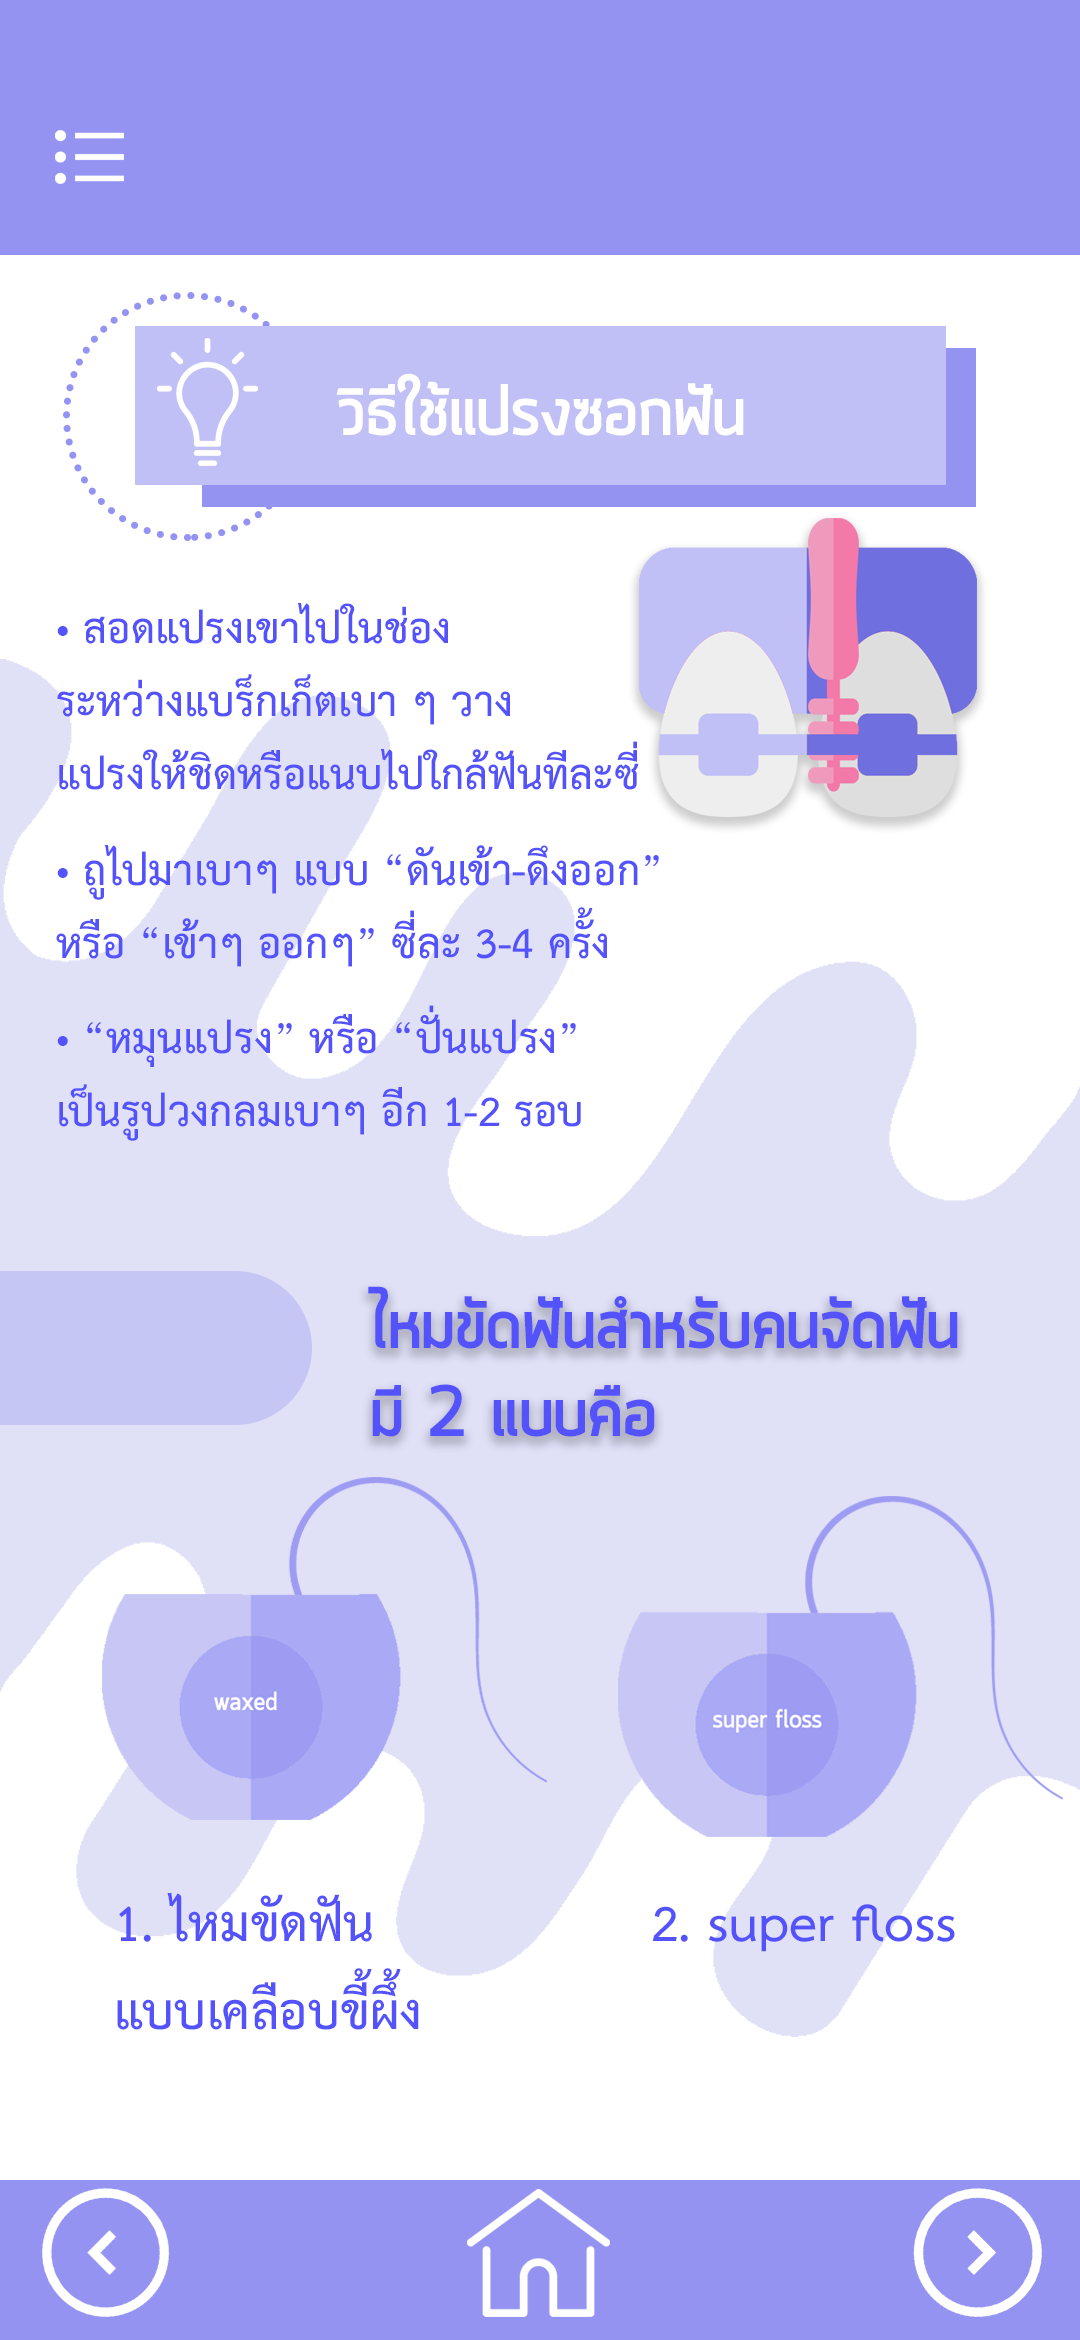 วิธีใช้แปรงซอกฟัน
• สอดแปรงเขาไปในช่อง
ระหว่างแบร็กเก็ตเบา ๆ วาง
แปรงให้ชิดหรือแนบไปใกล้ฟันทีละซี่
• ถูไปมาเบาๆ แบบ “ดันเข้า-ดึงออก”
หรือ “เข้าๆ ออกๆ” ซี่ละ 3-4 ครั้ง
• “หมุนแปรง” หรือ “ปั่นแปรง”
เป็นรูปวงกลมเบาๆ อีก 1-2 รอบ
ไหมขัดฟันสำหรับคนจัดฟัน
มี 2 แบบคือ
waxed
super floss
1. ไหมขัดฟัน
แบบเคลือบขี้ผึ้ง
2. super floss